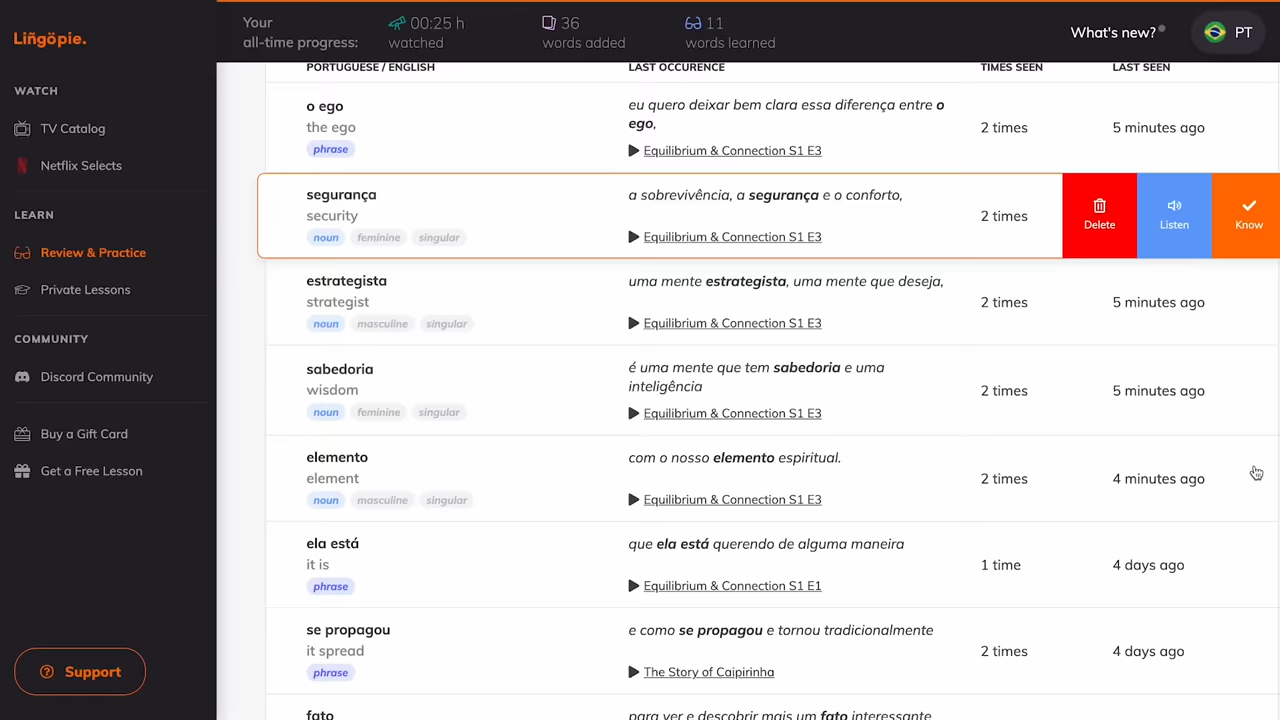 Liñgöpie.
WATCH
TV Catalog
Netflix Selects
LEARN
Review & Practice
Private Lessons
COMMUNITY
Discord Community
Buy a Gift Card
Get a Free Lesson
Support
Your
all-time progress:
00:25 h
watched
36
words added
11
words learned
What's new?
PT
PORTUGUESE / ENGLISH LAST OCCURENCE TIMES SEEN LAST SEEN
o ego
the ego
phrase
eu quero deixar bem clara essa diferença entre o
ego,
Equilibrium & Connection S1 E3
2 times
5 minutes ago
segurança
security
noun feminine singular
a sobrevivência, a segurança e o conforto,
Equilibrium & Connection S1 E3
2 times
Delete
Listen
Know
estrategista
strategist
noun masculine singular
uma mente estrategista, uma mente que deseja,
Equilibrium & Connection S1 E3
2 times
5 minutes ago
sabedoria
wisdom
noun feminine singular
é uma mente que tem sabedoria e uma
inteligência
Equilibrium & Connection S1 E3
2 times
5 minutes ago
elemento
element
noun masculine singular
com o nosso elemento espiritual.
Equilibrium & Connection S1 E3
2 times
4 minutes ago
ela está
it is
phrase
que ela está querendo de alguma maneira
Equilibrium & Connection S1 E1
1 time
4 days ago
se propagou
it spread
phrase
e como se propagou e tornou tradicionalmente
The Story of Caipirinha
2 times
4 days ago
fato
para ver e descobrir mais um fato interessante